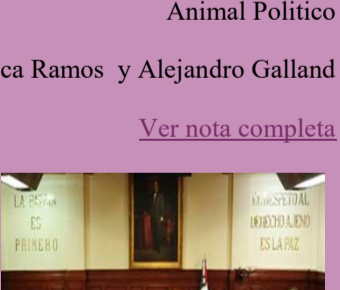 Animal Politico
ca Ramos y Alejandro Galland
Ver nota completa
LA PATRIA
ES
PRIMERO
EL RESPETO AL
DERECHO AJENO
ES LA PAZ